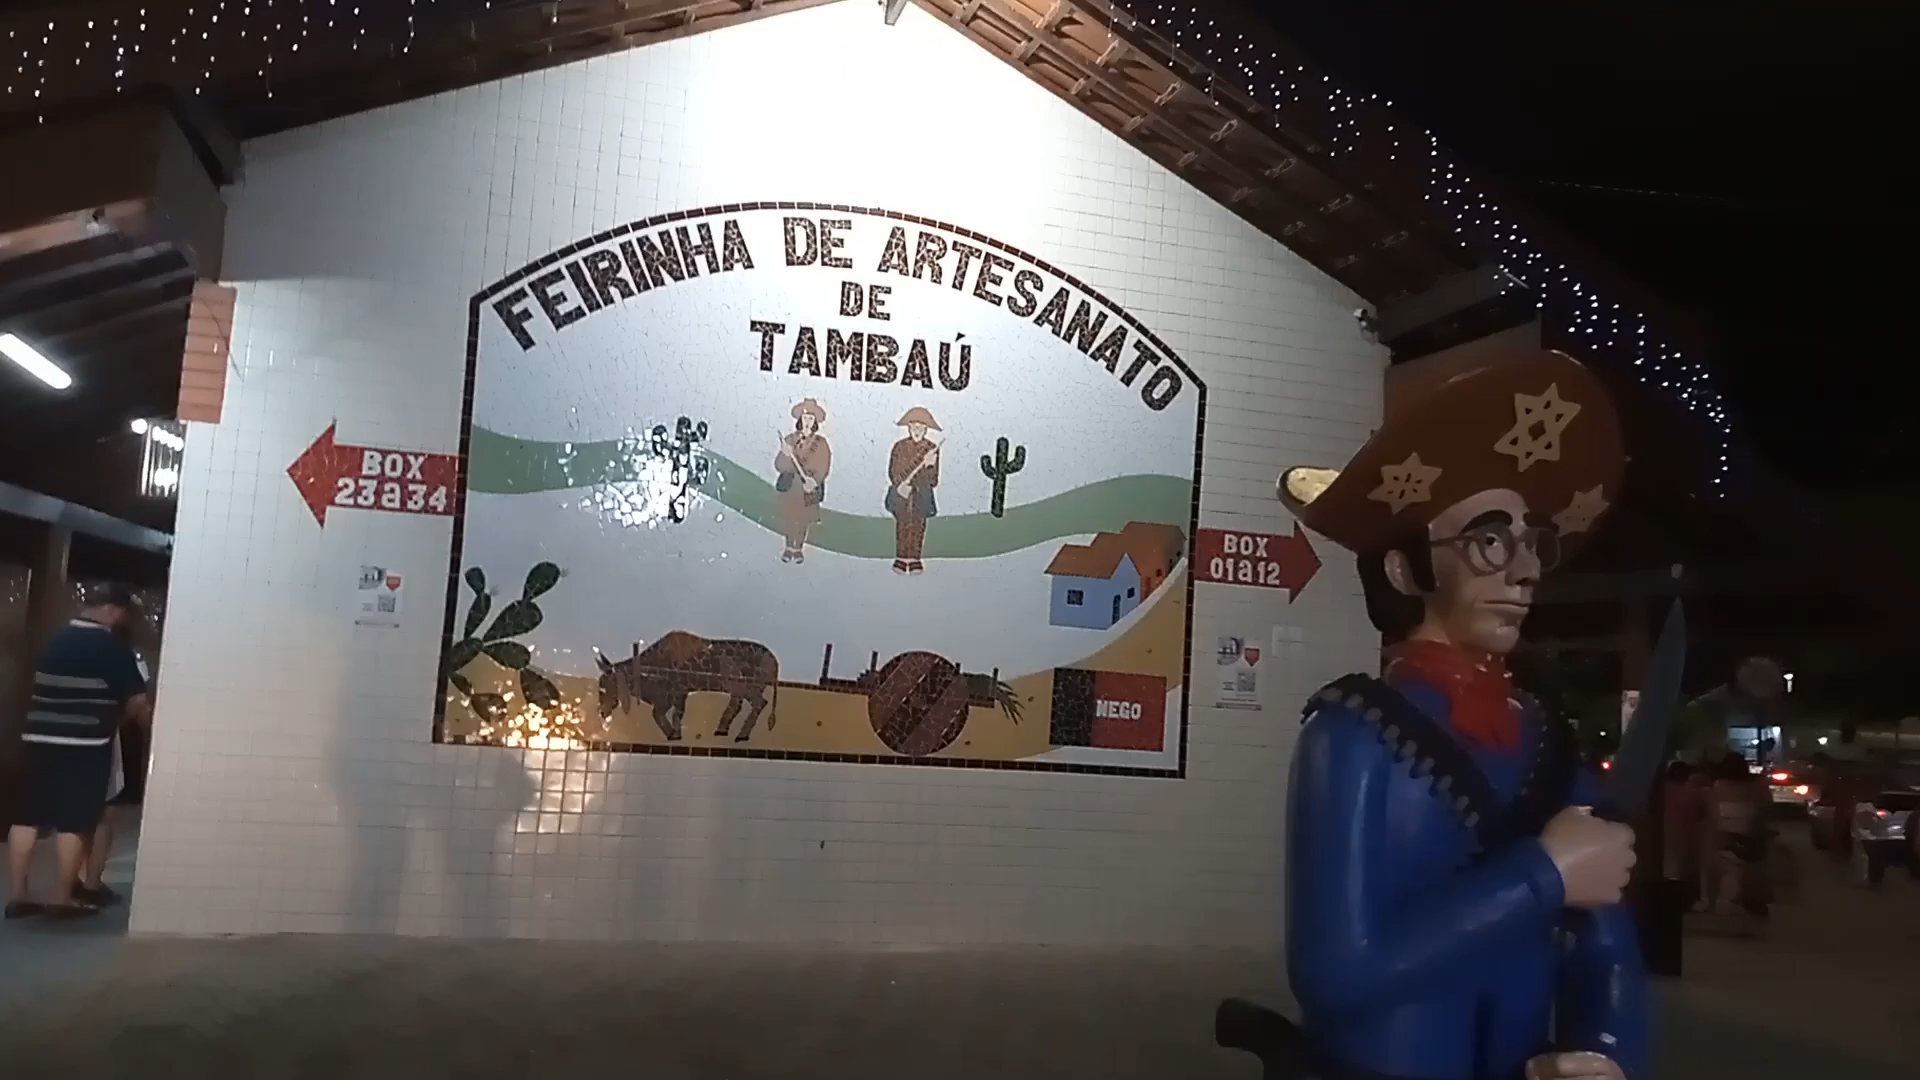 FEIRINHA DE ARTESANATO
DE
TAMBAÚ
BOX
23a34
BOX
01a12
NEGO